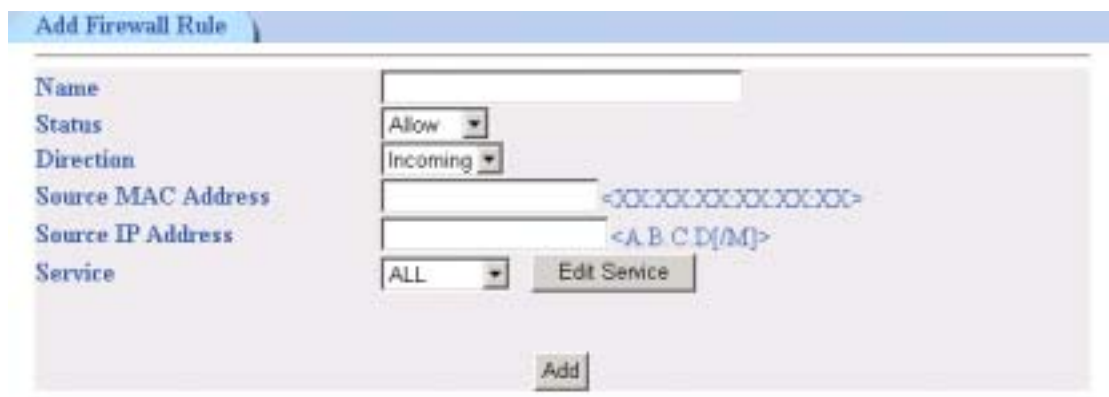 Add Firewall Rule
Name
Status Allow
Direction Incoming
Source MAC Address <XX:XX:XX:XX:XX:XX>
Source IP Address <A.B.C.D[/M]>
Service ALL Edit Service
Add